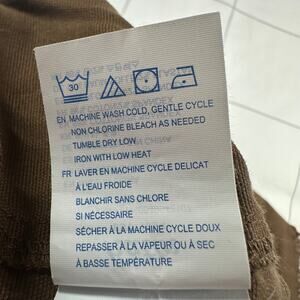 30
EN MACHINE WASH COLD, GENTLE CYCLE
NON CHLORINE BLEACH AS NEEDED
TUMBLE DRY LOW
IRON WITH LOW HEAT
FR LAVER EN MACHINE CYCLE DELICAT
À L'EAU FROIDE
BLANCHIR SANS CHLORE
SI NÉCESSAIRE
SÉCHER À LA MACHINE CYCLE DOUX
REPASSER À LA VAPEUR OU À SEC
À BASSE TEMPÉRATURE